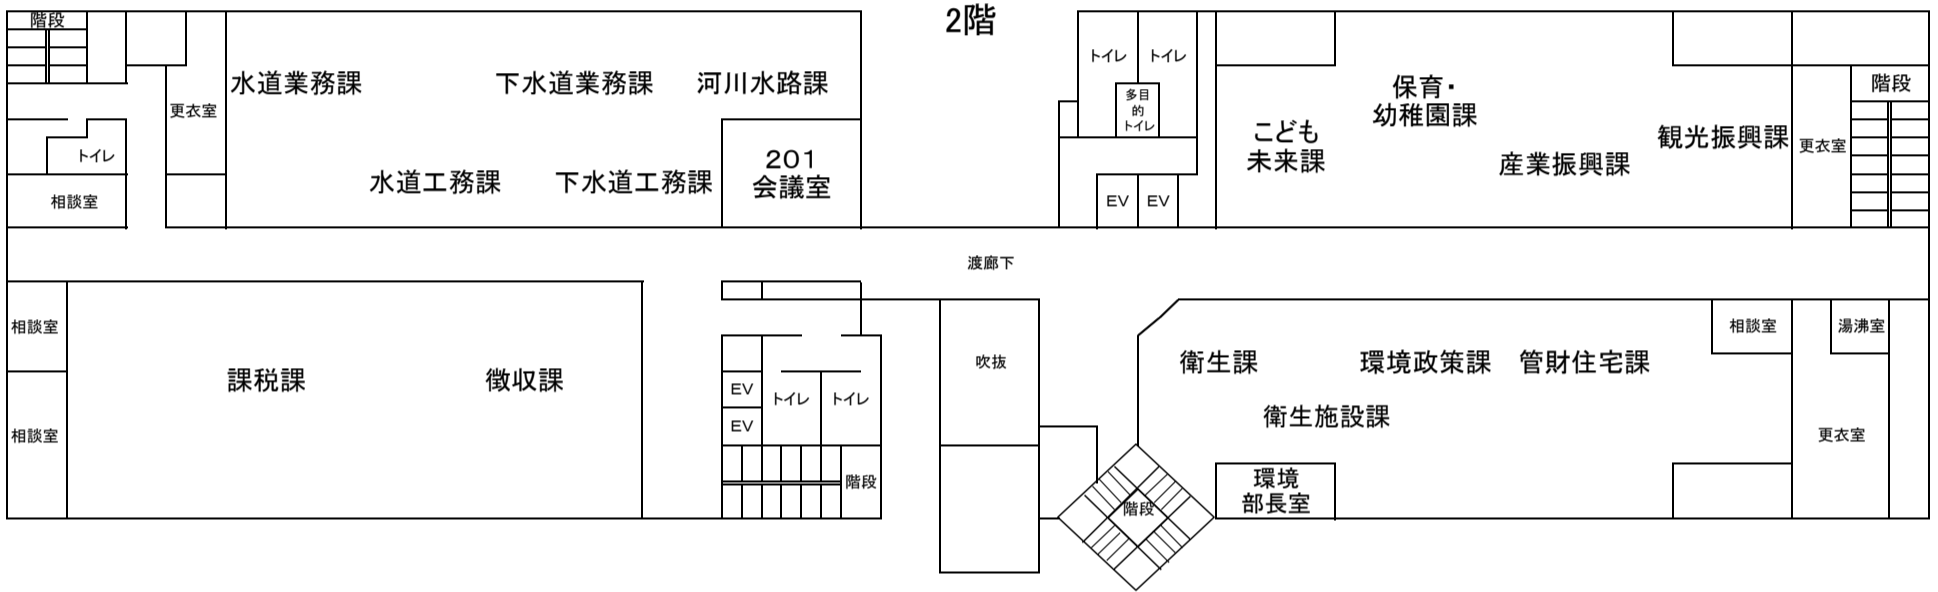 2階
階段
水道業務課
下水道業務課
河川水路課
更衣室
トイレ
相談室
水道工務課
下水道工務課
201
会議室
トイレ
トイレ
多目
的
トイレ
EV
EV
こども
未来課
保育・
幼稚園課
産業振興課
観光振興課
更衣室
階段
渡廊下
相談室
相談室
課税課
徴収課
EV
EV
トイレ
トイレ
階段
吹抜
階段
衛生課
環境政策課
管財住宅課
衛生施設課
環境
部長室
相談室
湯沸室
更衣室